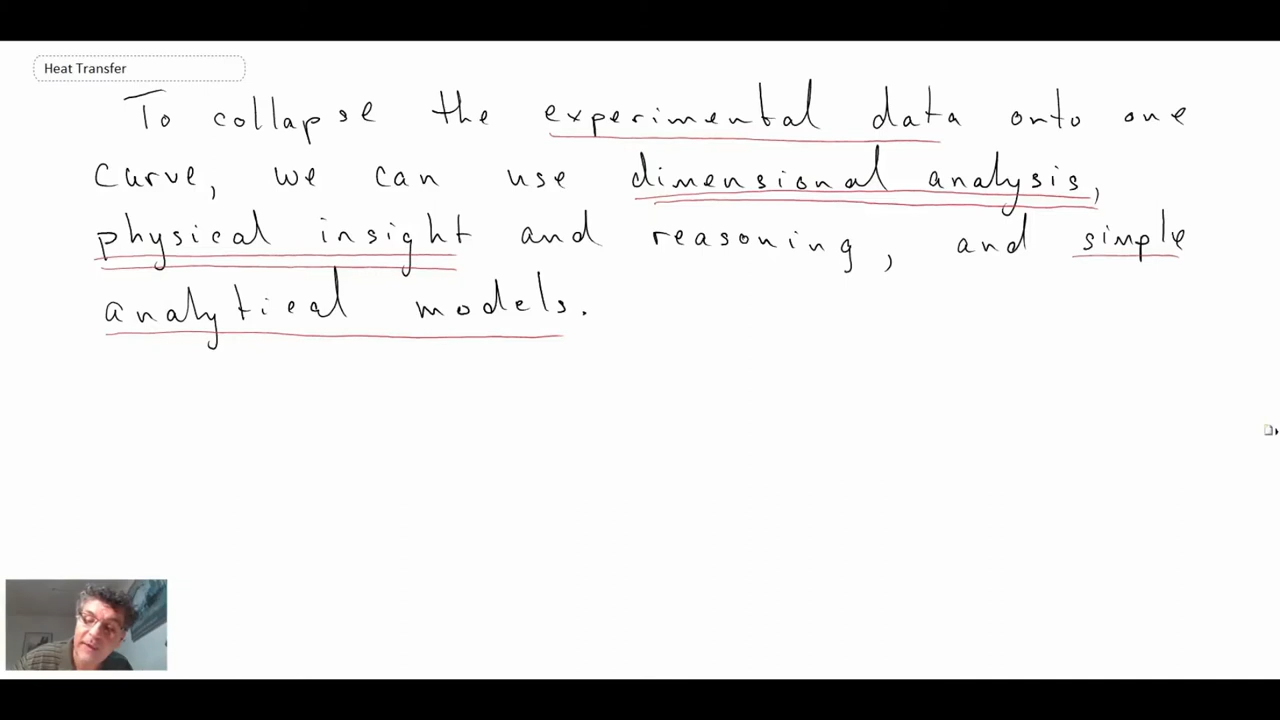 Heat Transfer
To collapse the experimental data onto one
curve, we can use dimensional analysis,
physical insight and reasoning, and simple
analytical models.